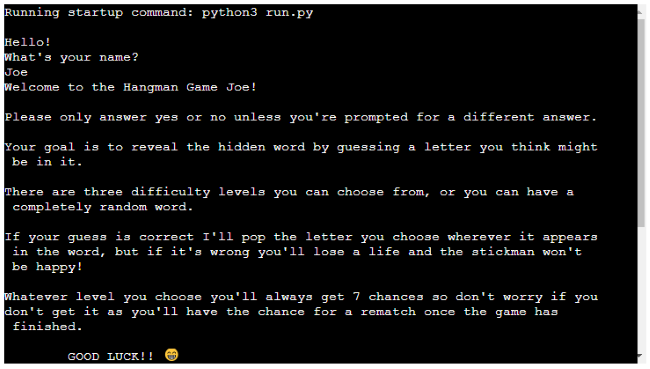 Running startup command: python3 run.py
Hello!
What's your name?
Joe
Welcome to the Hangman Game Joe!
Please only answer yes or no unless you're prompted for a different answer.
Your goal is to reveal the hidden word by guessing a letter you think might
be in it.
There are three difficulty levels you can choose from, or you can have a
completely random word.
If your guess is correct I'll pop the letter you choose wherever it appears
in the word, but if it's wrong you'll lose a life and the stickman won't
be happy!
Whatever level you choose you'll always get 7 chances so don't worry if you
don't get it as you'll have the chance for a rematch once the game has
finished.
GOOD LUCK!! 😁